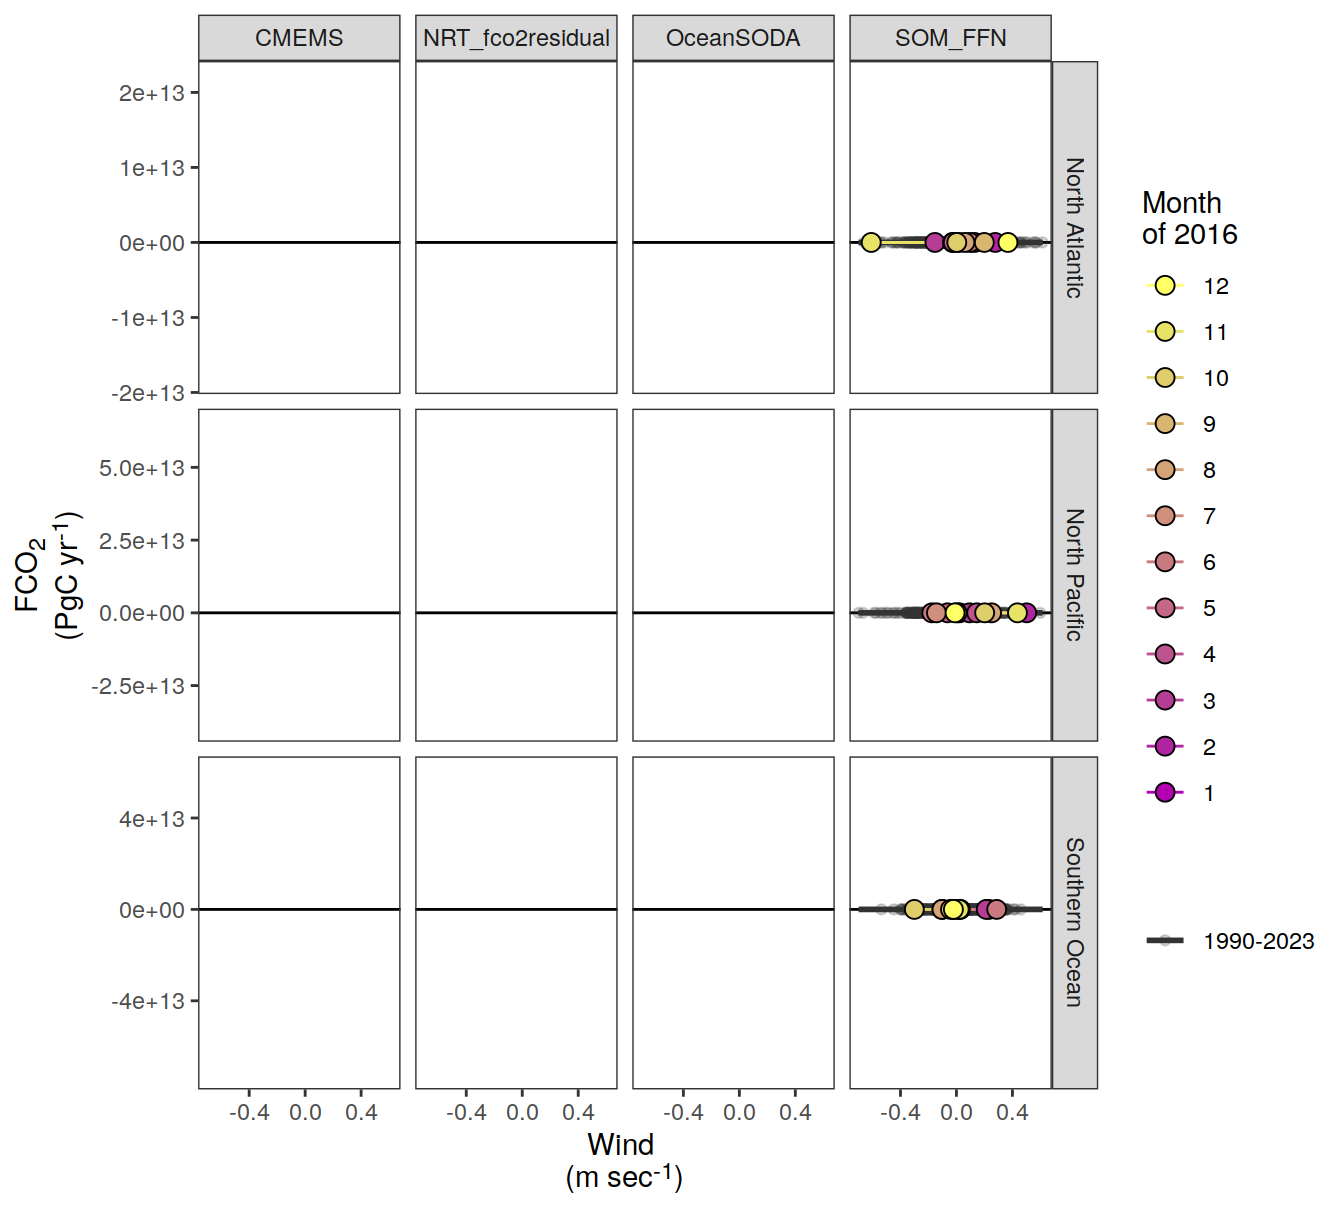 CMEMS NRT_fco2residual OceanSODA SOM_FFN
2e+13
1e+13
0e+00
-1e+13
-2e+13
North Atlantic
5.0e+13
2.5e+13
0.0e+00
-2.5e+13
North Pacific
4e+13
0e+00
-4e+13
Southern Ocean
FCO2
(PgC yr-1)
-0.4 0.0 0.4 -0.4 0.0 0.4 -0.4 0.0 0.4 -0.4 0.0 0.4
Wind
(m sec-1)
Month
of 2016
12
11
10
9
8
7
6
5
4
3
2
1
1990-2023